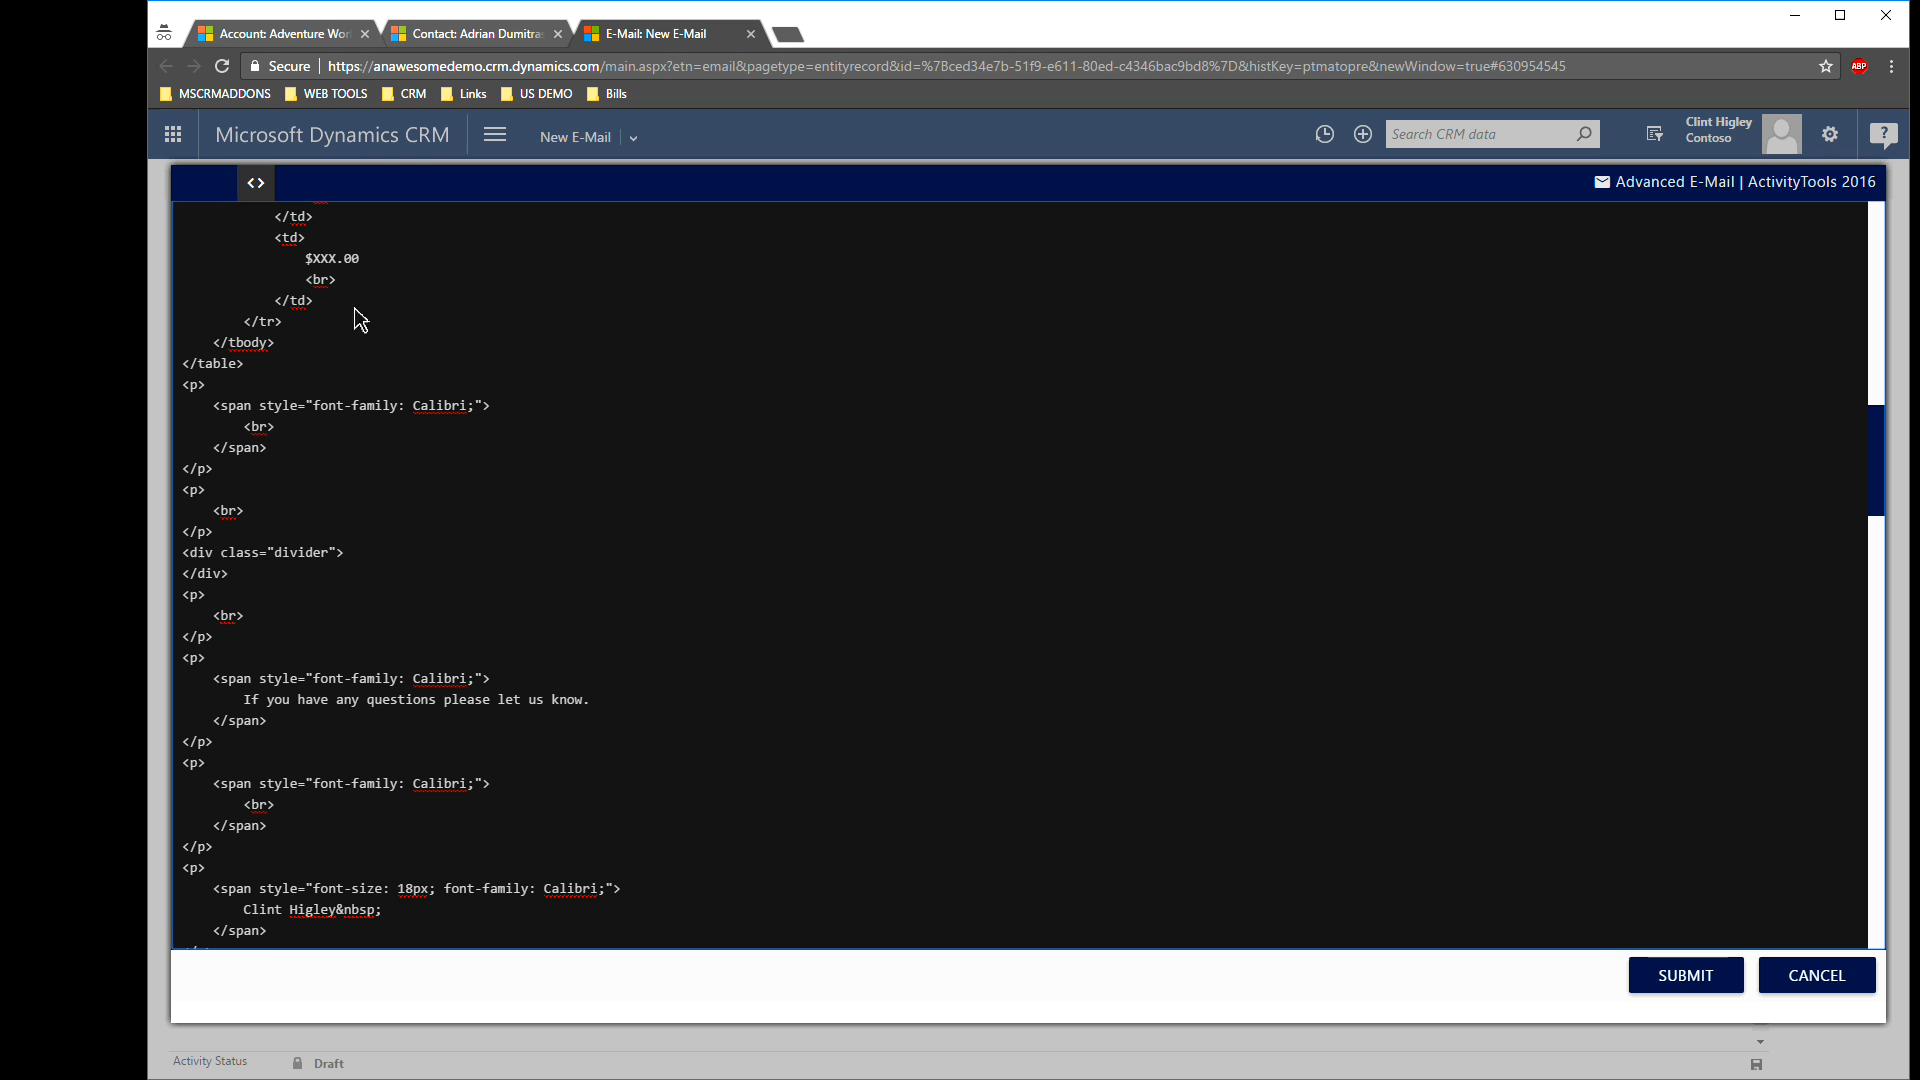 Account: Adventure Wor
Contact: Adrian Dumitra
E-Mail: New E-Mail
Secure
https://anawesomedemo.crm.dynamics.com/main.aspx?etn=email&pagetype=entityrecord&id=%7Bced34e7b-51f9-e611-80ed-c4346bac9bd8%7D&histKey=ptmatopre&newWindow=true#630954545
ABP
MSCRMADDONS WEB TOOLS CRM Links US DEMO Bills
Microsoft Dynamics CRM
New E-Mail
Search CRM data
Clint Higley
Contoso
?
<>
Advanced E-Mail | ActivityTools 2016
</td>
<td>
$XXX.00
<br>
</td>
</tr>
</tbody>
</table>
<p>
<span style="font-family: Calibri;">
<br>
</span>
</p>
<p>
<br>
</p>
<div class="divider">
</div>
<p>
<br>
</p>
<p>
<span style="font-family: Calibri;">
If you have any questions please let us know.
</span>
</p>
<p>
<span style="font-family: Calibri;">
<br>
</span>
</p>
<p>
<span style="font-size: 18px; font-family: Calibri;">
Clint Higley&nbsp;
</span>
SUBMIT
CANCEL
Activity Status
Draft